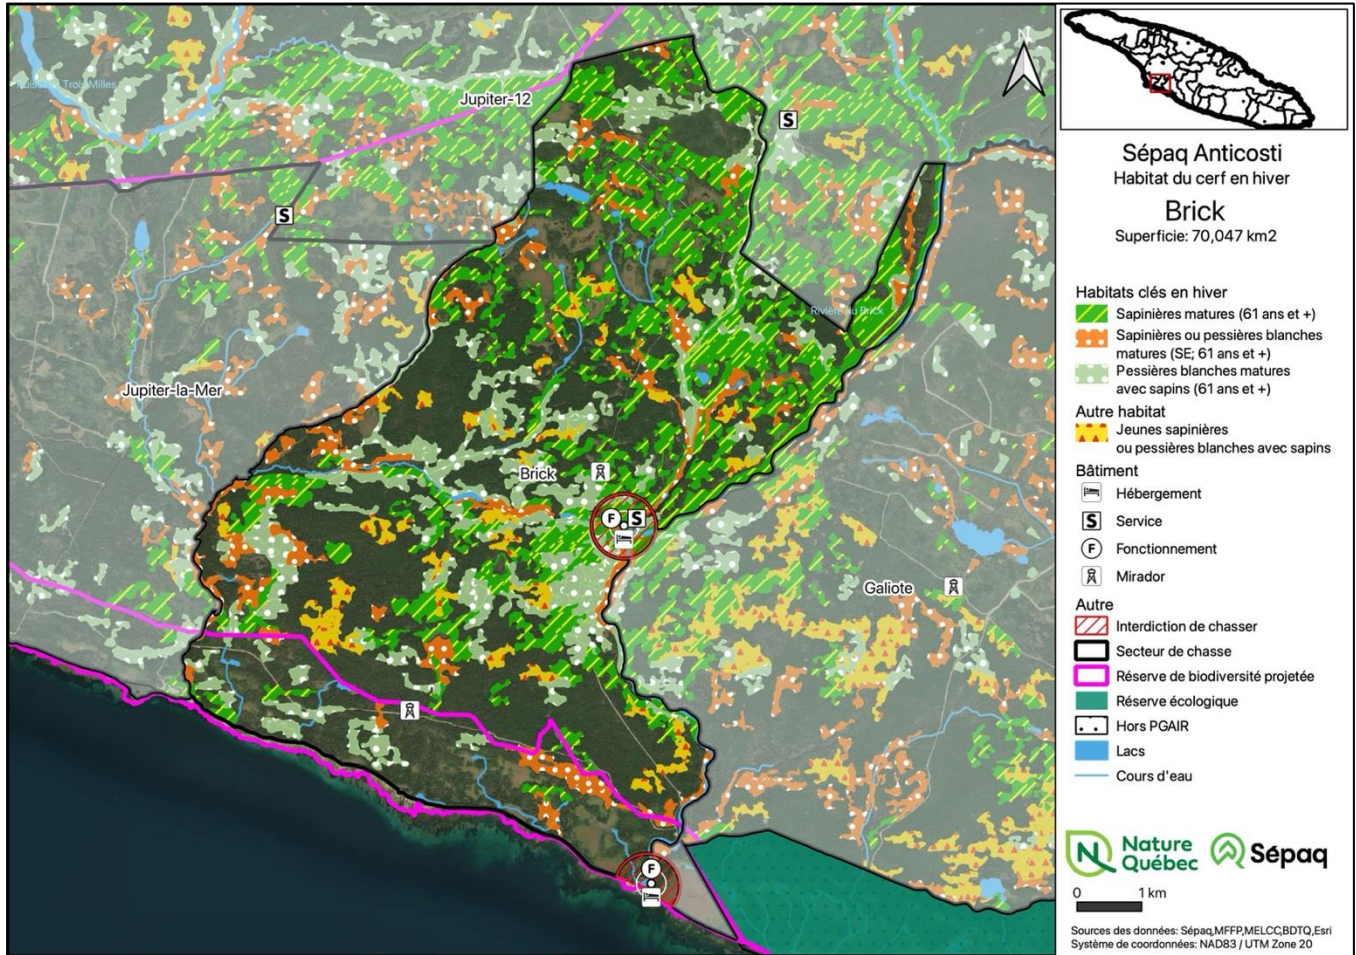 Ruisseau Trois Milles
Jupiter-12
S
N
S
Rivière du Brick
Jupiter-la-Mer
Brick
F
S
Galiote
F
Sépaq Anticosti
Habitat du cerf en hiver
Brick
Superficie: 70,047 km2
Habitats clés en hiver
Sapinières matures (61 ans et +)
Sapinières ou pessières blanches
matures (SE; 61 ans et +)
Pessières blanches matures
avec sapins (61 ans et +)
Autre habitat
Jeunes sapinières
ou pessières blanches avec sapins
Bâtiment
Hébergement
S Service
F Fonctionnement
Mirador
Autre
Interdiction de chasser
Secteur de chasse
Réserve de biodiversité projetée
Réserve écologique
Hors PGAIR
Lacs
Cours d'eau
Nature
Québec
Sépaq
0 1 km
Sources des données: Sépaq,MFFP,MELCC,BDTQ,Esri
Système de coordonnées: NAD83 / UTM Zone 20